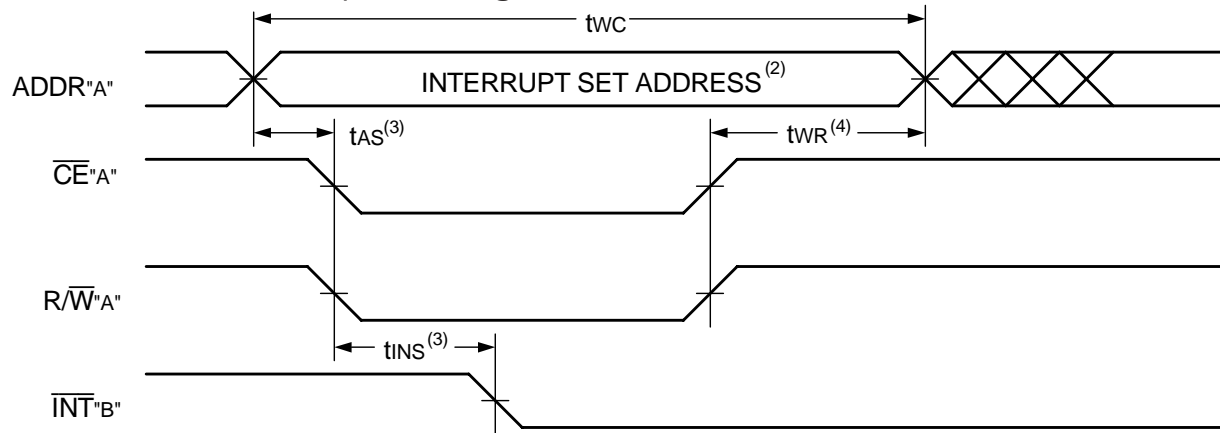 tWC
ADDR"A"
INTERRUPT SET ADDRESS(2)
tAS(3)
tWR(4)
CE"A"
R/W"A"
tINS(3)
INT"B"